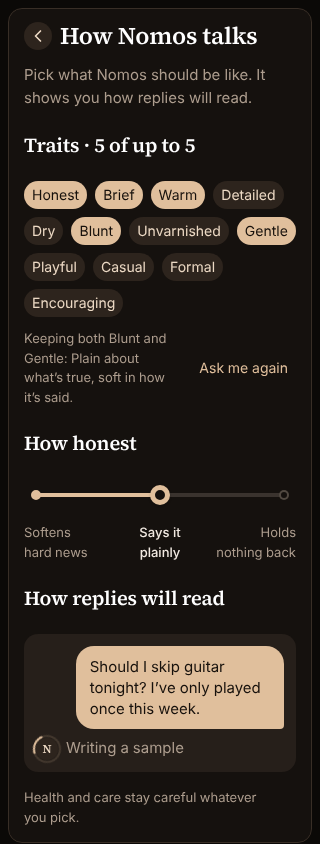 How Nomos talks
Pick what Nomos should be like. It
shows you how replies will read.
Traits · 5 of up to 5
Honest Brief Warm Detailed
Dry Blunt Unvarnished Gentle
Playful Casual Formal
Encouraging
Keeping both Blunt and
Gentle: Plain about
what’s true, soft in how
it’s said.
Ask me again
How honest
Softens
hard news
Says it
plainly
Holds
nothing back
How replies will read
Should I skip guitar
tonight? I’ve only played
once this week.
N Writing a sample
Health and care stay careful whatever
you pick.